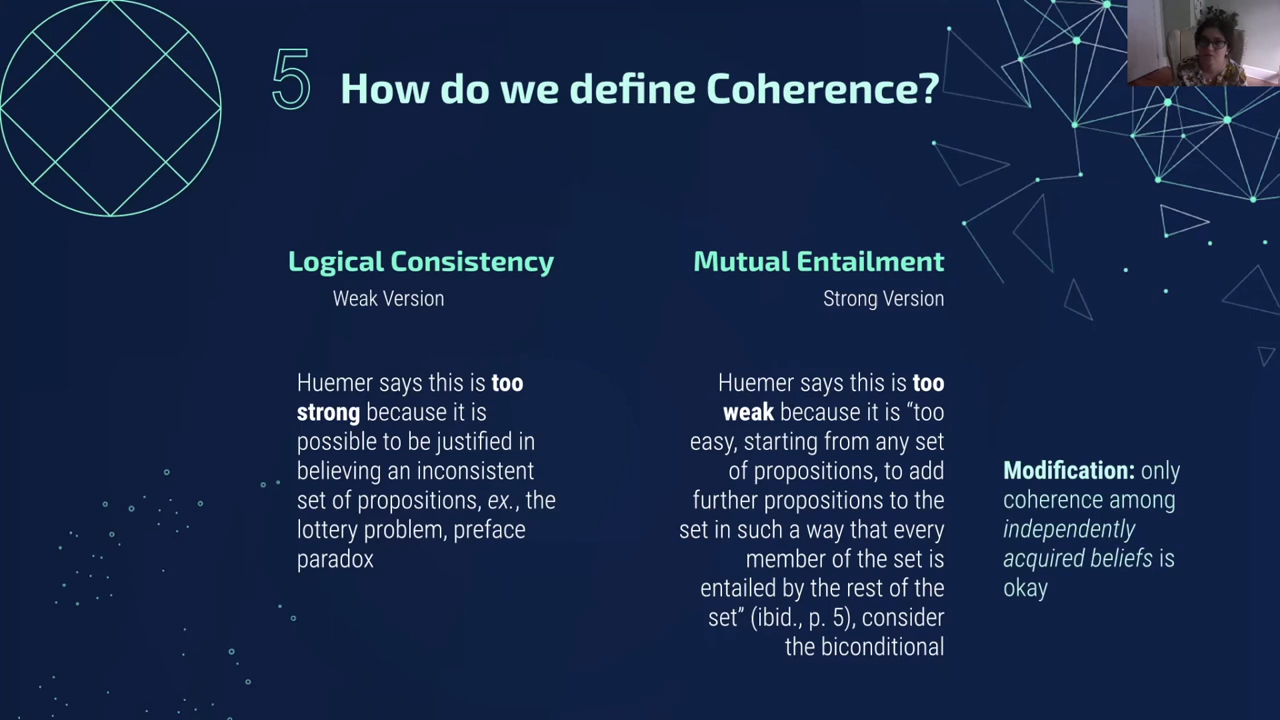 5
How do we define Coherence?
Logical Consistency
Weak Version
Huemer says this is too
strong because it is
possible to be justified in
believing an inconsistent
set of propositions, ex., the
lottery problem, preface
paradox
Mutual Entailment
Strong Version
Huemer says this is too
weak because it is “too
easy, starting from any set
of propositions, to add
further propositions to the
set in such a way that every
member of the set is
entailed by the rest of the
set” (ibid., p. 5), consider
the biconditional
Modification: only
coherence among
independently
acquired beliefs is
okay